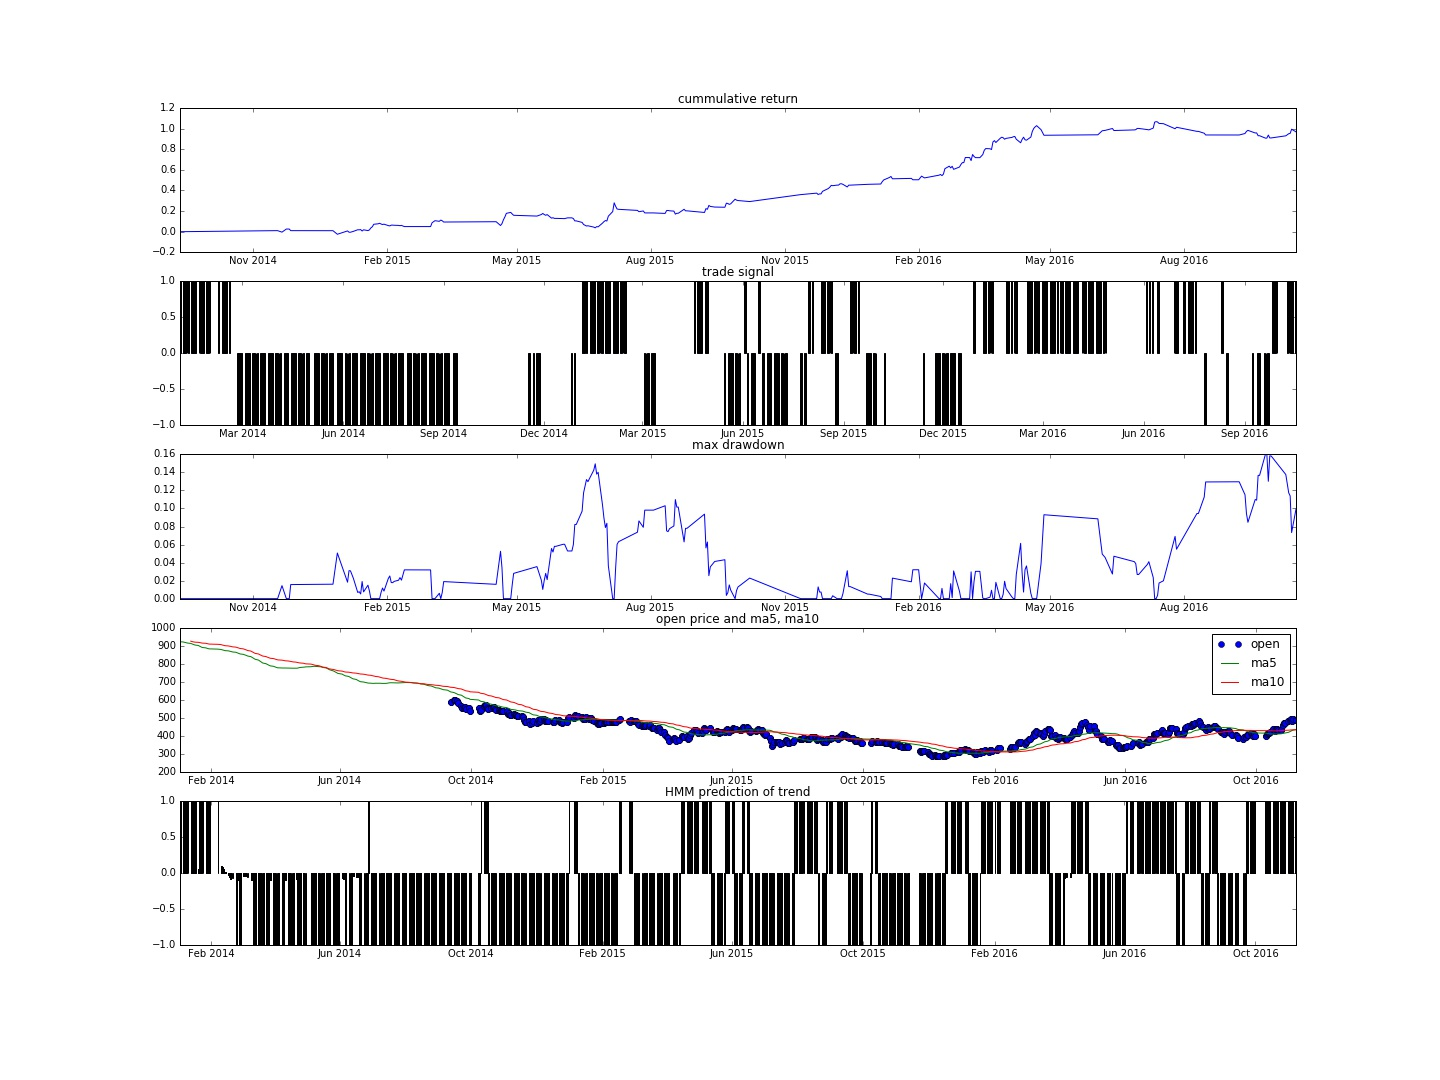 cummulative return
1.2
1.0
0.8
0.6
0.4
0.2
0.0
−0.2
Nov 2014 Feb 2015 May 2015 Aug 2015 Nov 2015 Feb 2016 May 2016 Aug 2016
trade signal
1.0
0.5
0.0
−0.5
−1.0
Mar 2014 Jun 2014 Sep 2014 Dec 2014 Mar 2015 Jun 2015 Sep 2015 Dec 2015 Mar 2016 Jun 2016 Sep 2016
max drawdown
0.16
0.14
0.12
0.10
0.08
0.06
0.04
0.02
0.00
Nov 2014 Feb 2015 May 2015 Aug 2015 Nov 2015 Feb 2016 May 2016 Aug 2016
open price and ma5, ma10
1000
900
800
700
600
500
400
300
200
open
ma5
ma10
Feb 2014 Jun 2014 Oct 2014 Feb 2015 Jun 2015 Oct 2015 Feb 2016 Jun 2016 Oct 2016
HMM prediction of trend
1.0
0.5
0.0
−0.5
−1.0
Feb 2014 Jun 2014 Oct 2014 Feb 2015 Jun 2015 Oct 2015 Feb 2016 Jun 2016 Oct 2016